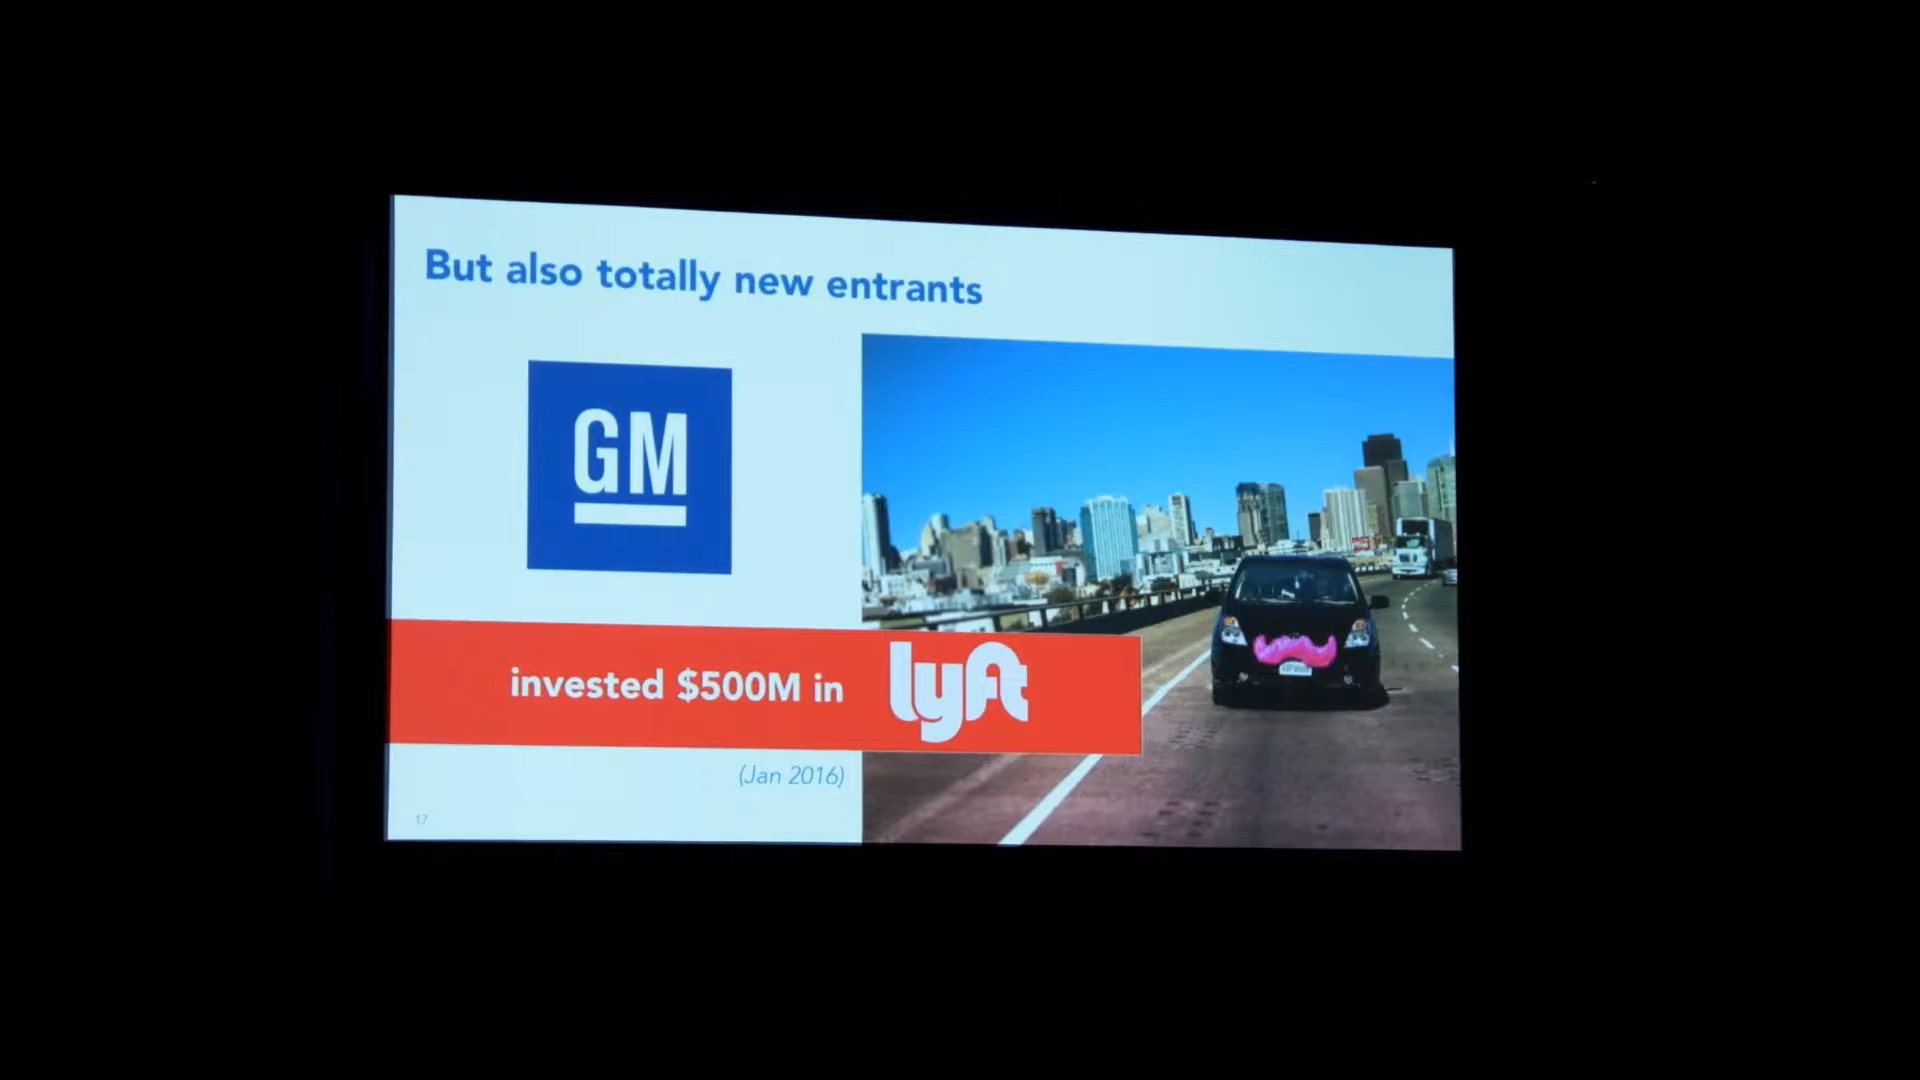 But also totally new entrants
GM
invested $500M in lyft
(Jan 2016)
17